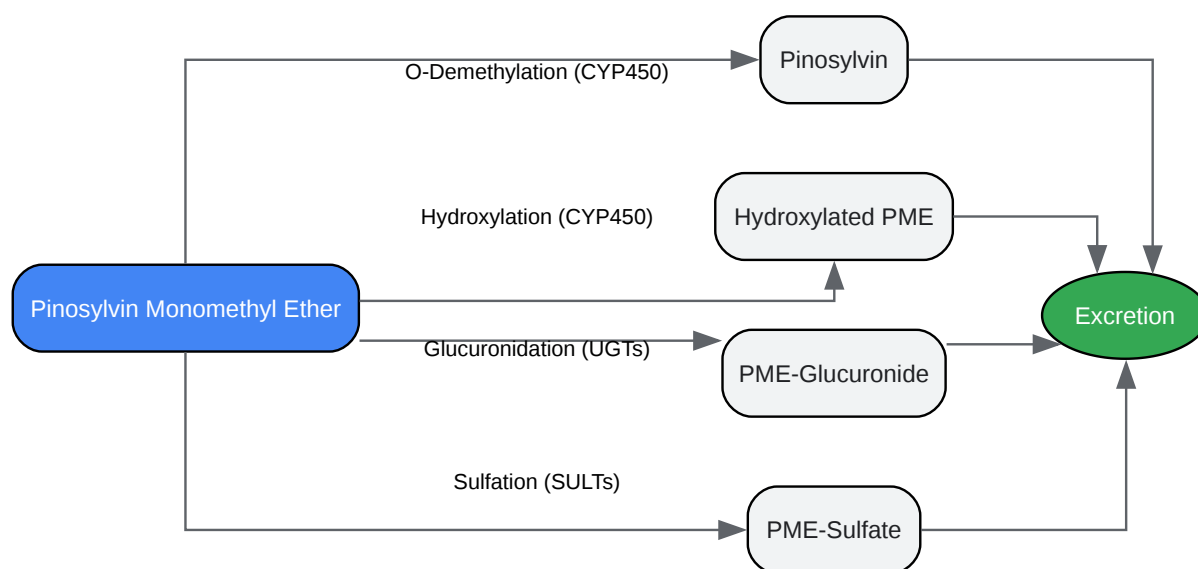 Pinosylvin
O-Demethylation (CYP450)
Hydroxylated PME
Hydroxylation (CYP450)
Pinosylvin Monomethyl Ether
Excretion
Glucuronidation (UGTs)
PME-Glucuronide
Sulfation (SULTs)
PME-Sulfate